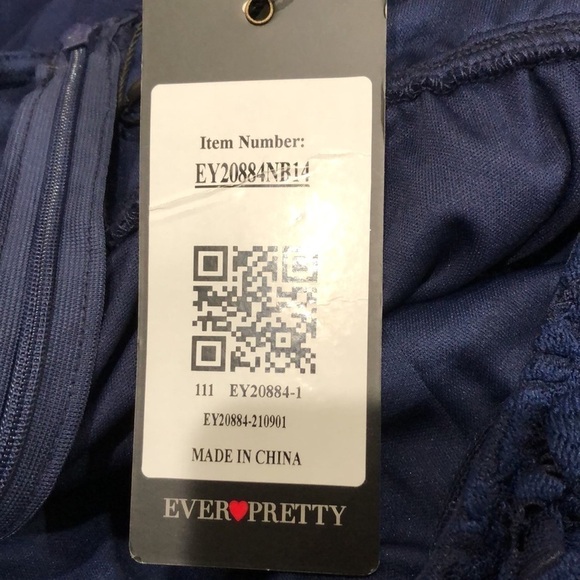 Item Number:
EY20884NB14
111 EY20884-1
EY20884-210901
MADE IN CHINA
EVER❤PRETTY